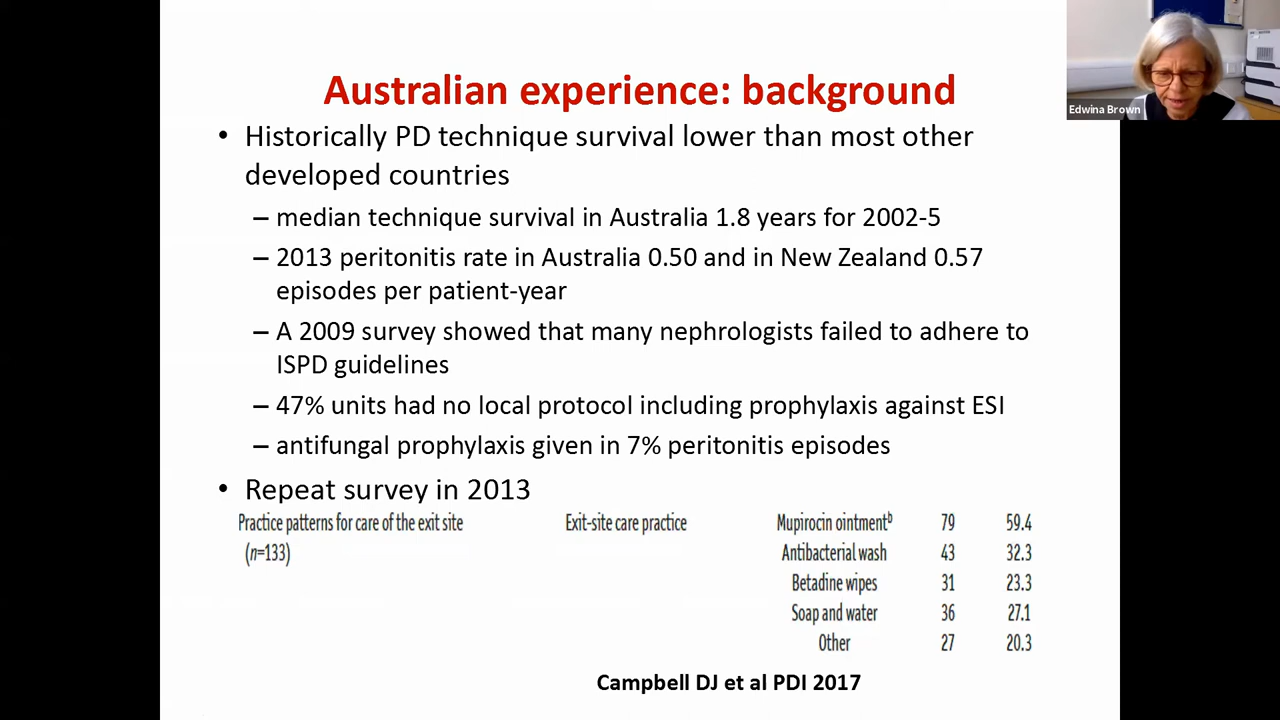 Australian experience: background
• Historically PD technique survival lower than most other
developed countries
– median technique survival in Australia 1.8 years for 2002-5
– 2013 peritonitis rate in Australia 0.50 and in New Zealand 0.57
episodes per patient-year
– A 2009 survey showed that many nephrologists failed to adhere to
ISPD guidelines
– 47% units had no local protocol including prophylaxis against ESI
– antifungal prophylaxis given in 7% peritonitis episodes
• Repeat survey in 2013
Practice patterns for care of the exit site Exit-site care practice Mupirocin ointmentᵇ 79 59.4
(n=133) Antibacterial wash 43 32.3
Betadine wipes 31 23.3
Soap and water 36 27.1
Other 27 20.3
Campbell DJ et al PDI 2017
Edwina Brown